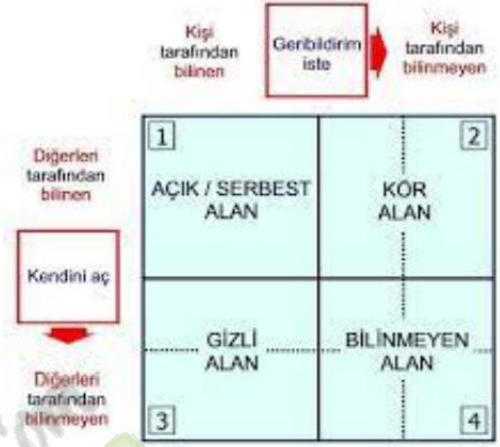 Kişi
tarafından
bilinen
Geribildirim
iste
Kişi
tarafından
bilinmeyen
Diğerleri
tarafından
bilinen
Kendini aç
Diğerleri
tarafından
bilinmeyen
1
AÇIK / SERBEST
ALAN
2
KÖR
ALAN
GİZLİ
ALAN
3
BİLİNMEYEN
ALAN
4